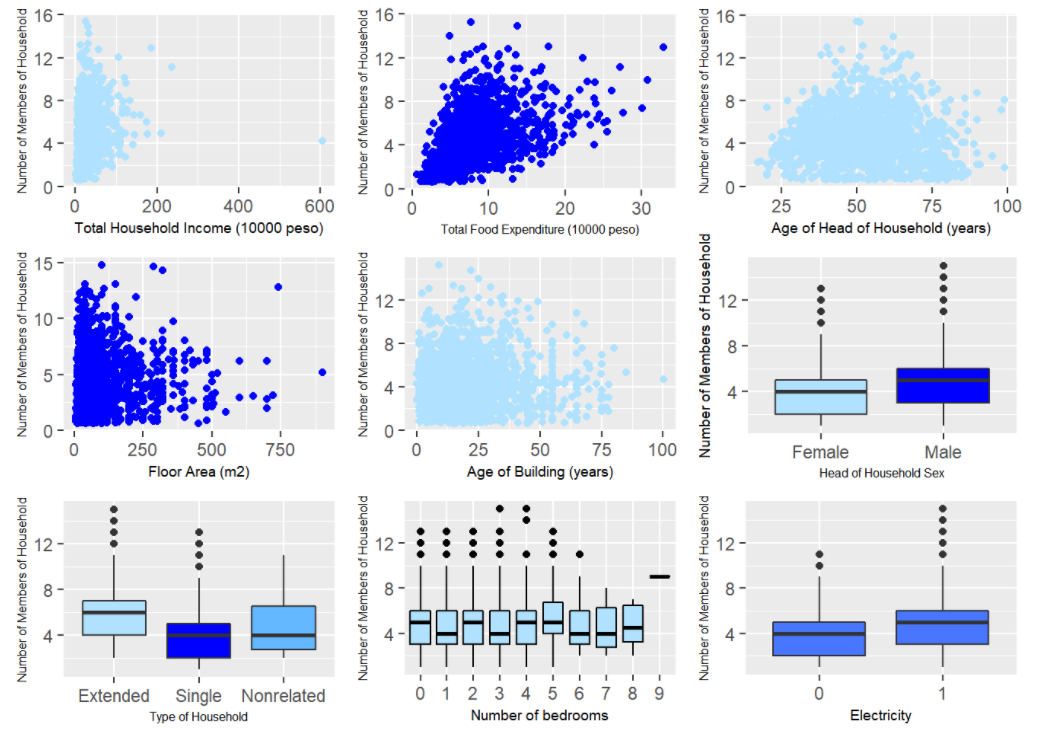 Number of Members of Household
16
12
8
4
0
0
200
400
600
Total Household Income (10000 peso)
Number of Members of Household
16
12
8
4
0
0
10
20
30
Total Food Expenditure (10000 peso)
Number of Members of Household
16
12
8
4
0
25
50
75
100
Age of Head of Household (years)
Number of Members of Household
15
10
5
0
0
250
500
750
Floor Area (m2)
Number of Members of Household
12
8
4
0
0
25
50
75
100
Age of Building (years)
Number of Members of Household
12
8
4
Female
Male
Head of Household Sex
Number of Members of Household
12
8
4
Extended
Single
Nonrelated
Type of Household
Number of Members of Household
12
8
4
0
1
2
3
4
5
6
7
8
9
Number of bedrooms
Number of Members of Household
12
8
4
0
1
Electricity